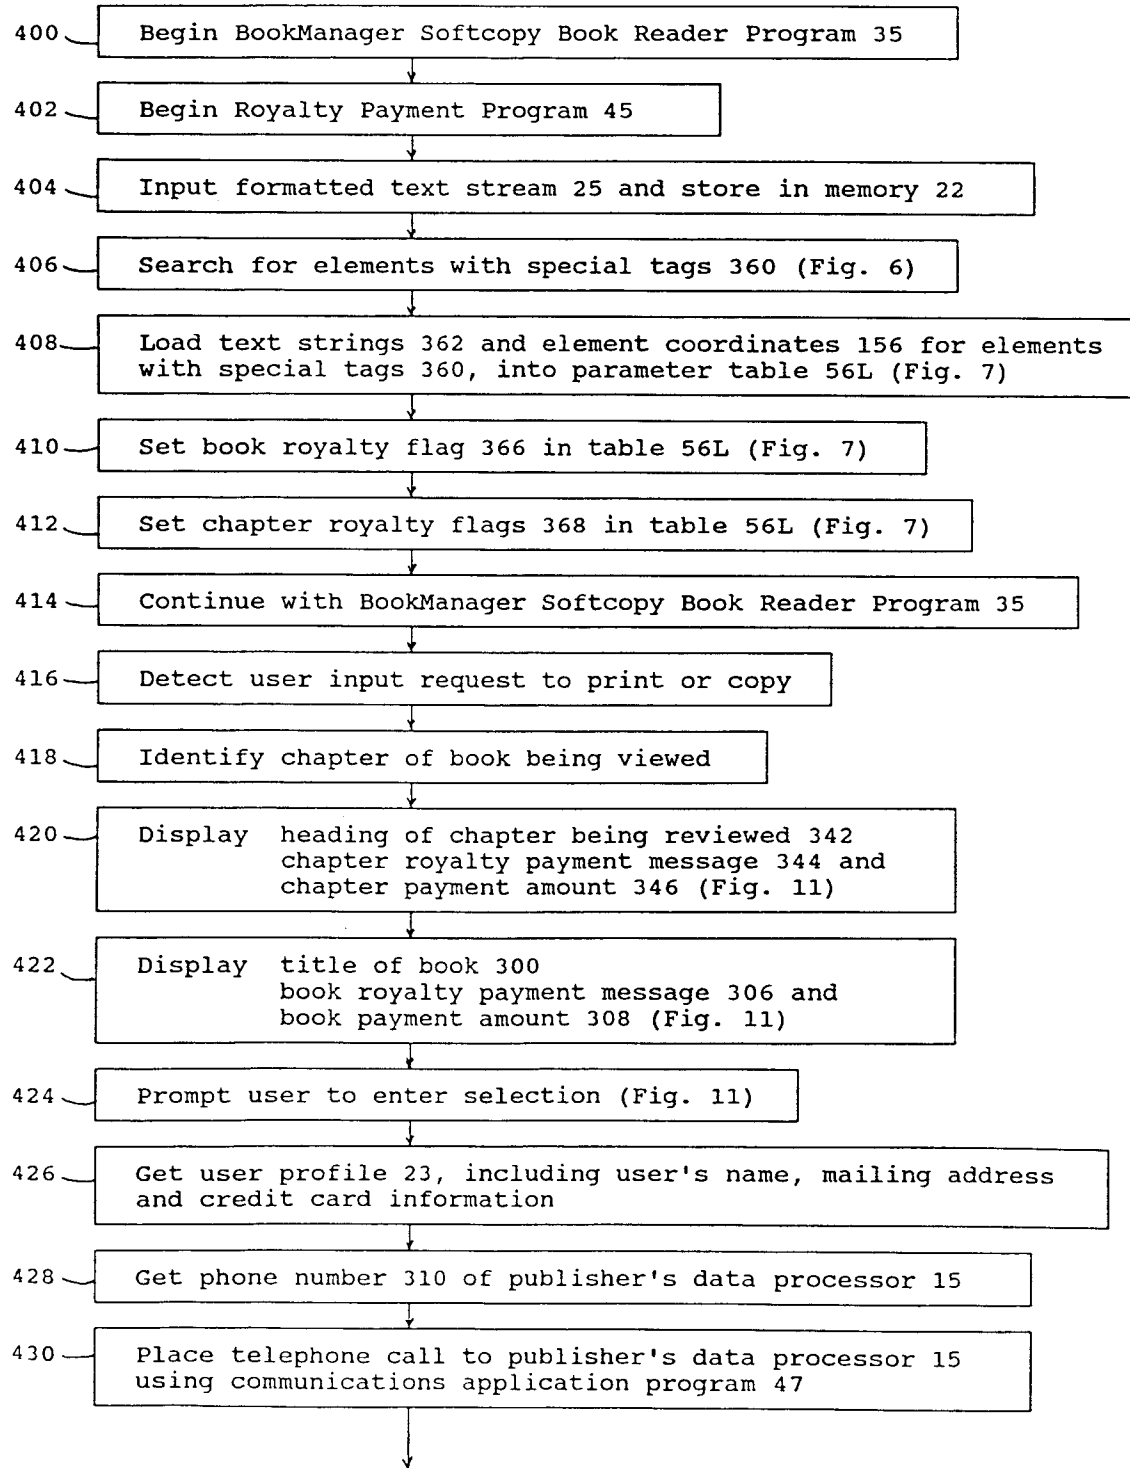 400 Begin BookManager Softcopy Book Reader Program 35
402 Begin Royalty Payment Program 45
404 Input formatted text stream 25 and store in memory 22
406 Search for elements with special tags 360 (Fig. 6)
408 Load text strings 362 and element coordinates 156 for elements
with special tags 360, into parameter table 56L (Fig. 7)
410 Set book royalty flag 366 in table 56L (Fig. 7)
412 Set chapter royalty flags 368 in table 56L (Fig. 7)
414 Continue with BookManager Softcopy Book Reader Program 35
416 Detect user input request to print or copy
418 Identify chapter of book being viewed
420 Display heading of chapter being reviewed 342
chapter royalty payment message 344 and
chapter payment amount 346 (Fig. 11)
422 Display title of book 300
book royalty payment message 306 and
book payment amount 308 (Fig. 11)
424 Prompt user to enter selection (Fig. 11)
426 Get user profile 23, including user's name, mailing address
and credit card information
428 Get phone number 310 of publisher's data processor 15
430 Place telephone call to publisher's data processor 15
using communications application program 47